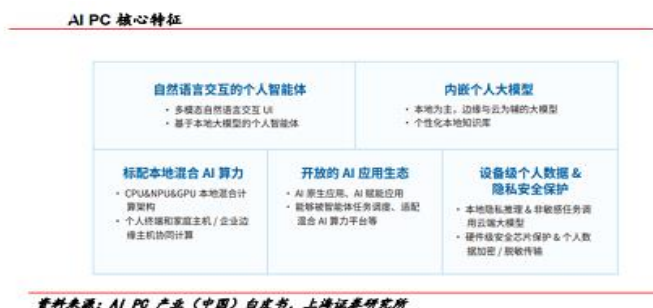 AI PC 核心特征
自然语言交互的个人智能体
· 多模态自然语言交互 UI
· 基于本地大模型的个人智能体
内嵌个人大模型
· 本地为主，边缘与云为辅的大模型
· 个性化本地知识库
标配本地混合 AI 算力
· CPU&NPU&GPU 本地混合计
算架构
· 个人终端和家庭主机 / 企业边
缘主机协同计算
开放的 AI 应用生态
· AI 原生应用、AI 赋能应用
· 能够被智能体任务调度、适配
混合 AI 算力平台等
设备级个人数据 &
隐私安全保护
· 本地隐私推理 & 非敏感任务调
用云端大模型
· 硬件级安全芯片保护 & 个人数
据加密 / 脱敏传输
资料来源：AI PC 产业（中国）白皮书，上海证券研究所